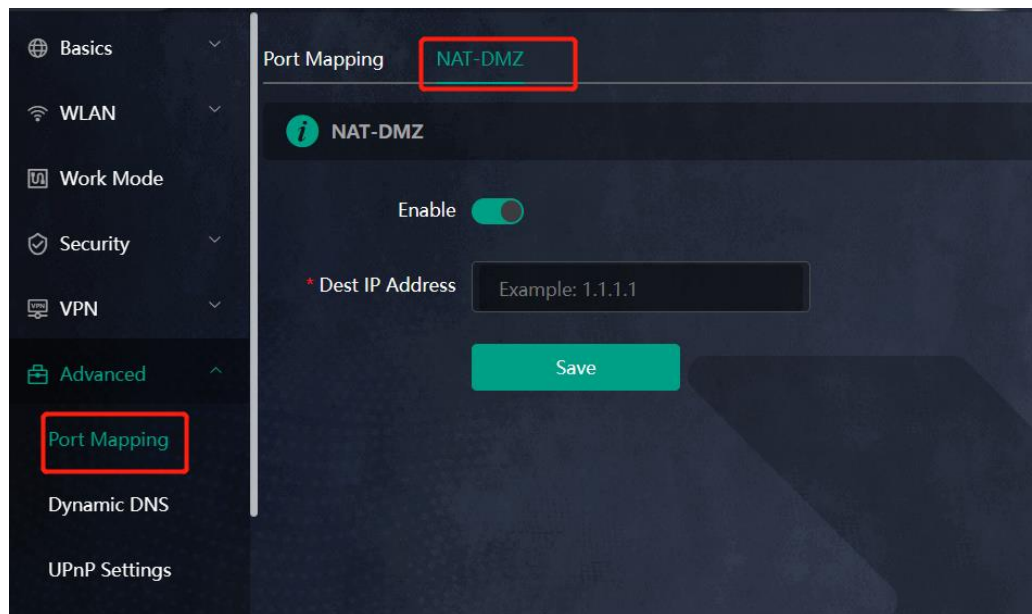 Basics
WLAN
Work Mode
Security
VPN
VPN
Advanced
Port Mapping
Dynamic DNS
UPnP Settings
Port Mapping
NAT-DMZ
i NAT-DMZ
Enable
* Dest IP Address
Example: 1.1.1.1
Save